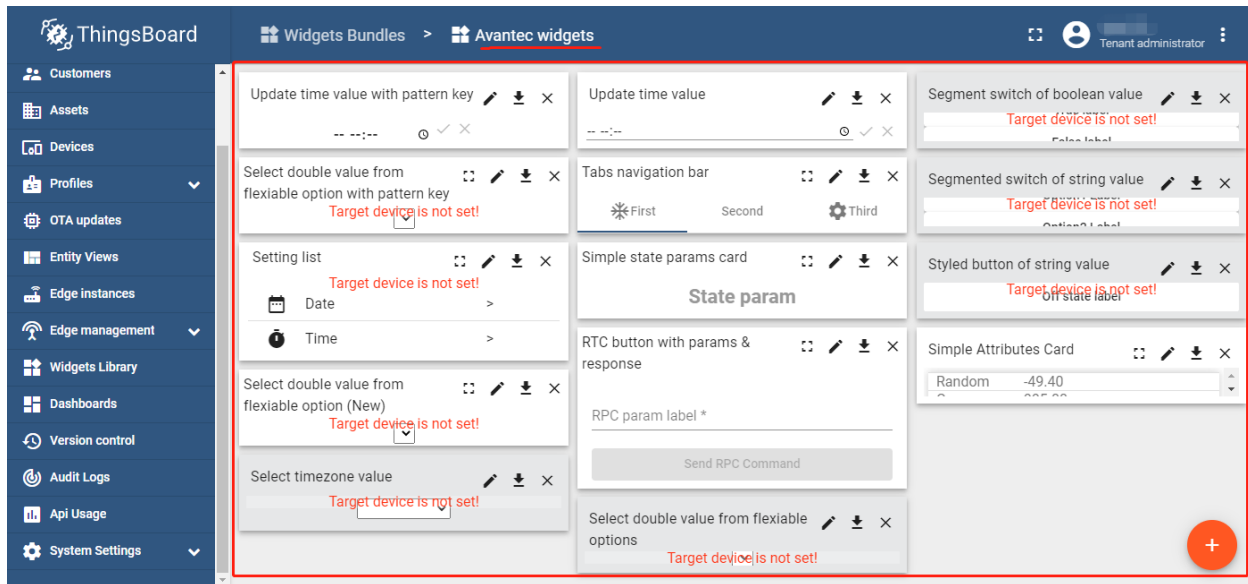 ThingsBoard
Widgets Bundles > Avantec widgets
Tenant administrator
Customers
Assets
Devices
Profiles
OTA updates
Entity Views
Edge instances
Edge management
Widgets Library
Dashboards
Version control
Audit Logs
Api Usage
System Settings
Update time value with pattern key
-- --:--
Select double value from
flexiable option with pattern key
Target device is not set!
Setting list
Target device is not set!
Date >
Time >
Select double value from
flexiable option (New)
Target device is not set!
Select timezone value
Target device is not set!
Update time value
-- --:--
Tabs navigation bar
First Second Third
Simple state params card
State param
RTC button with params &
response
RPC param label *
Send RPC Command
Select double value from flexiable
options
Target device is not set!
Segment switch of boolean value
Target device is not set!
False label
Segmented switch of string value
Target device is not set!
Option2 Label
Styled button of string value
Target device is not set!
Off state label
Simple Attributes Card
Random -49.40
+